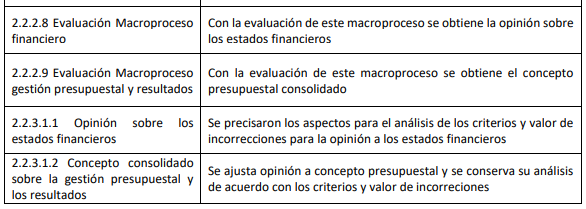 2.2.2.8 Evaluación Macroproceso
financiero
Con la evaluación de este macroproceso se obtiene la opinión sobre
los estados financieros
2.2.2.9 Evaluación Macroproceso
gestión presupuestal y resultados
Con la evaluación de este macroproceso se obtiene el concepto
presupuestal consolidado
2.2.3.1.1 Opinión sobre los
estados financieros
Se precisaron los aspectos para el análisis de los criterios y valor de
incorrecciones para la opinión a los estados financieros
2.2.3.1.2 Concepto consolidado
sobre la gestión presupuestal y
los resultados
Se ajusta opinión a concepto presupuestal y se conserva su análisis
de acuerdo con los criterios y valor de incorreciones